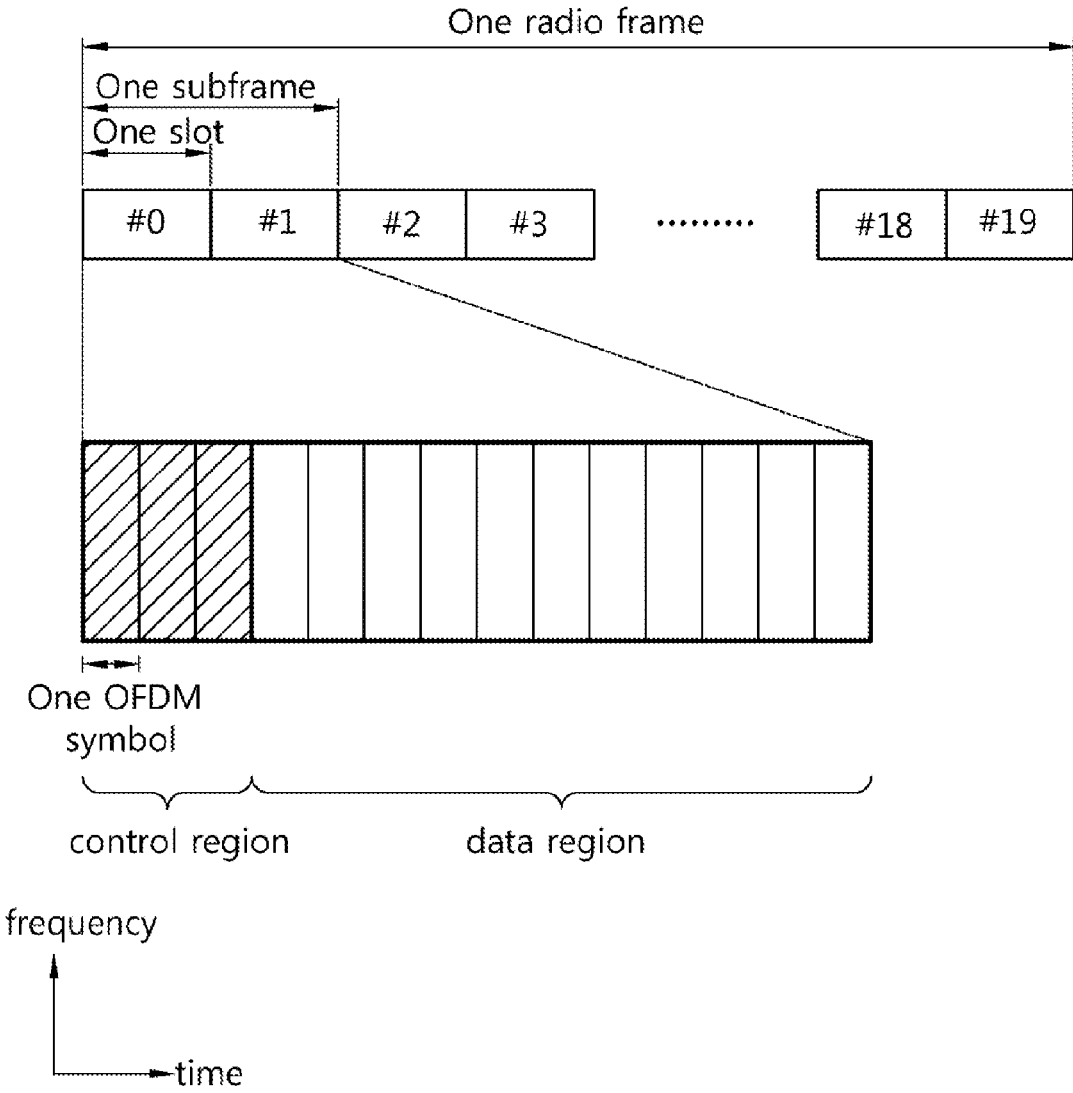 One radio frame
One subframe
One slot
#0 #1 #2 #3 ········· #18 #19
One OFDM
symbol
control region data region
frequency
time